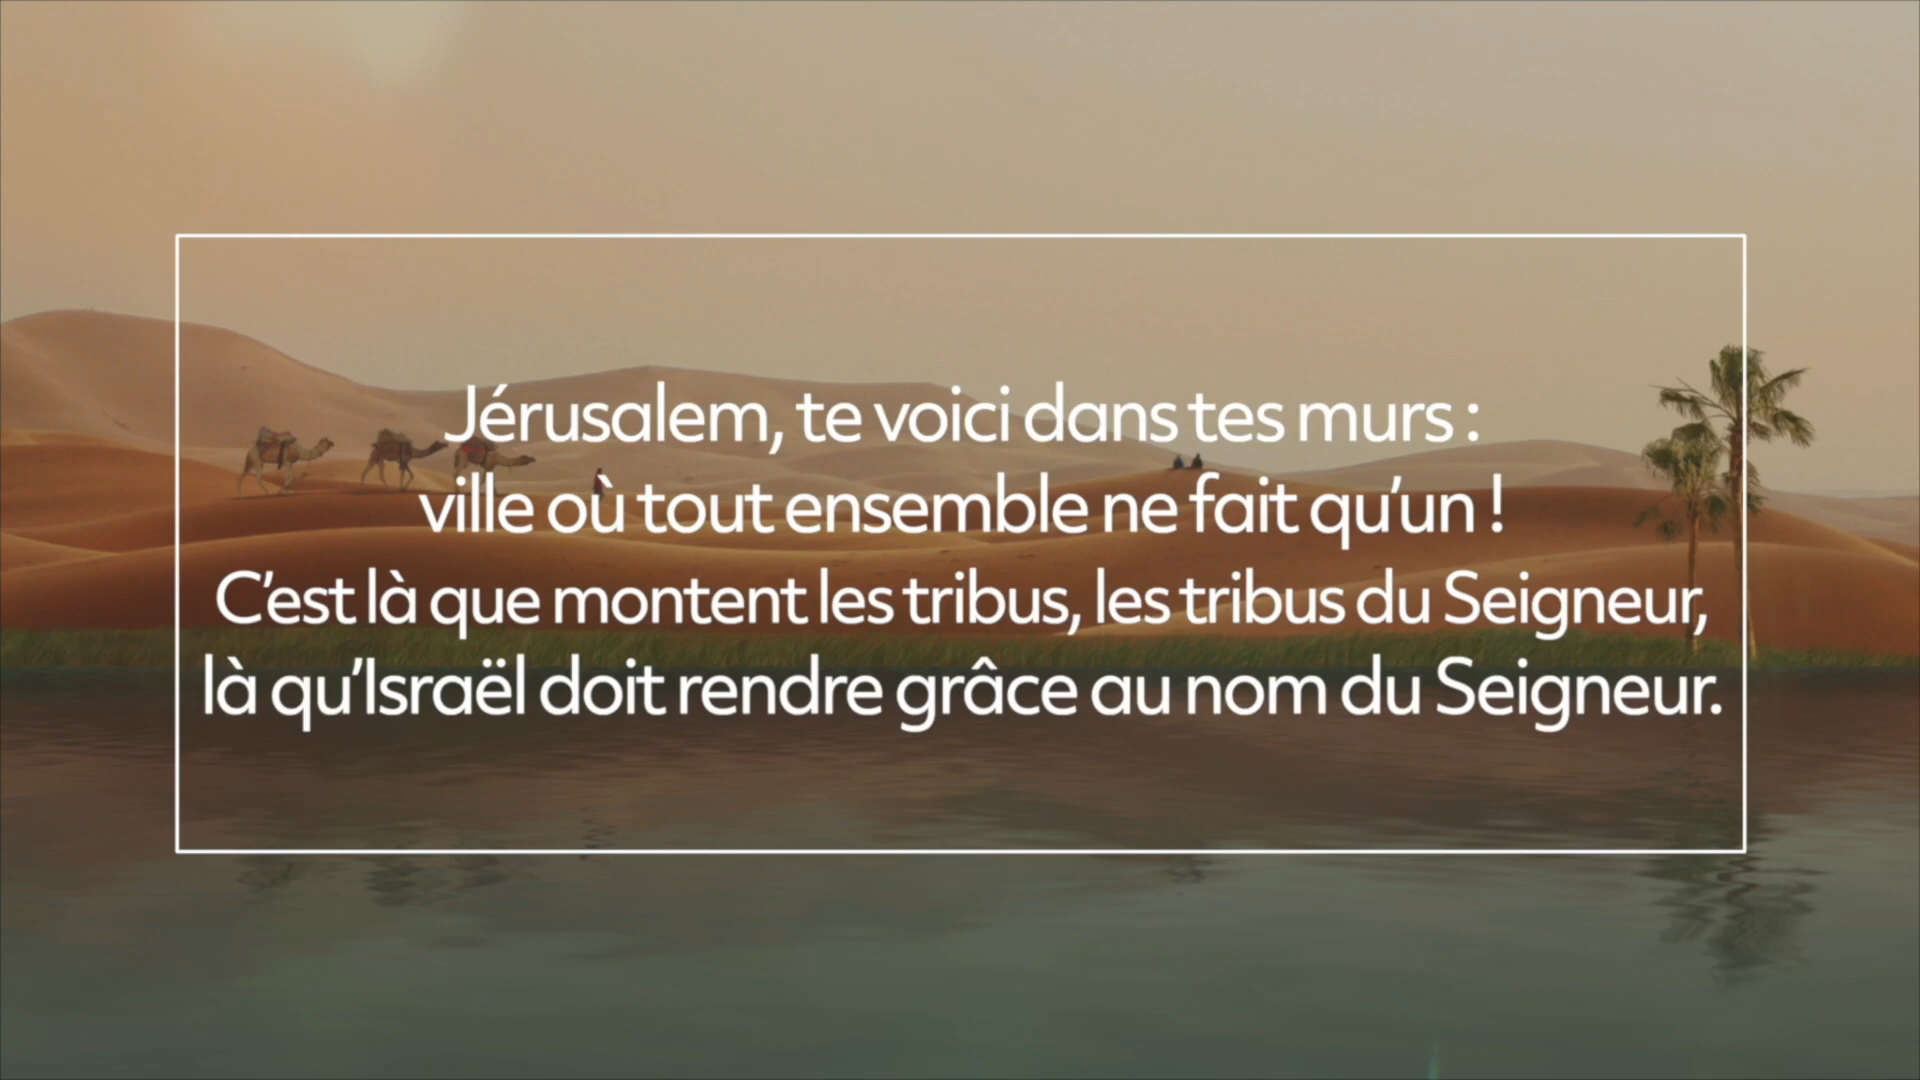 Jérusalem, te voici dans tes murs :
ville où tout ensemble ne fait qu’un !
C’est là que montent les tribus, les tribus du Seigneur,
là qu’Israël doit rendre grâce au nom du Seigneur.